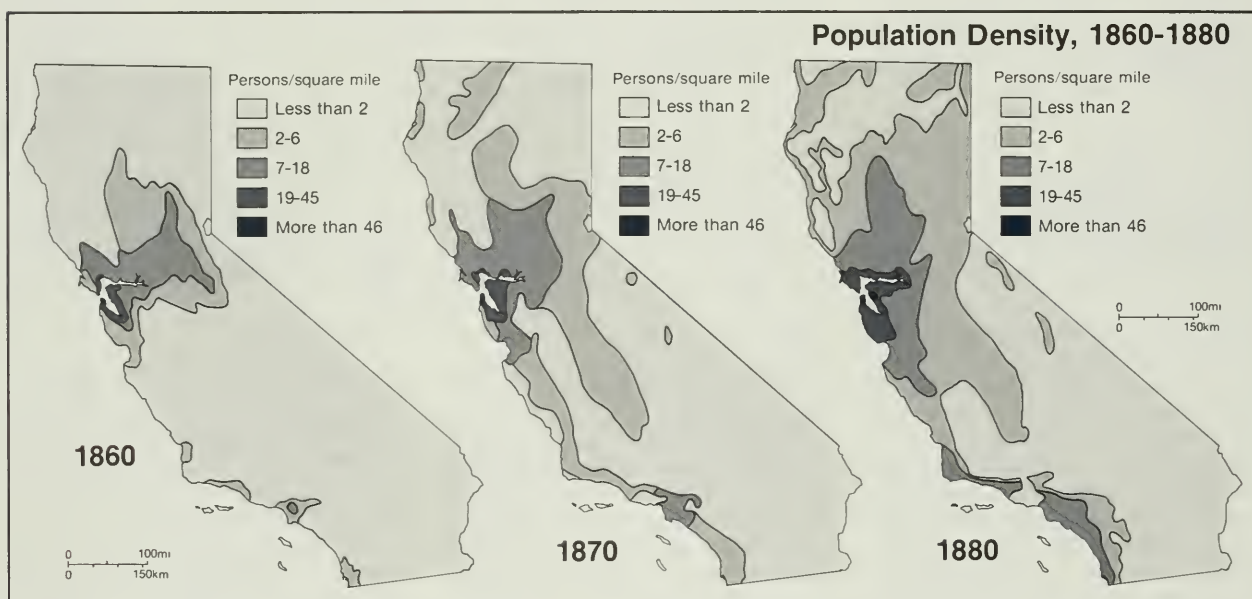 Population Density, 1860-1880
Persons/square mile
Less than 2
2-6
7-18
19-45
More than 46
1860
0 100mi
0 150km
Persons/square mile
Less than 2
2-6
7-18
19-45
More than 46
1870
Persons/square mile
Less than 2
2-6
7-18
19-45
More than 46
0 100mi
0 150km
1880